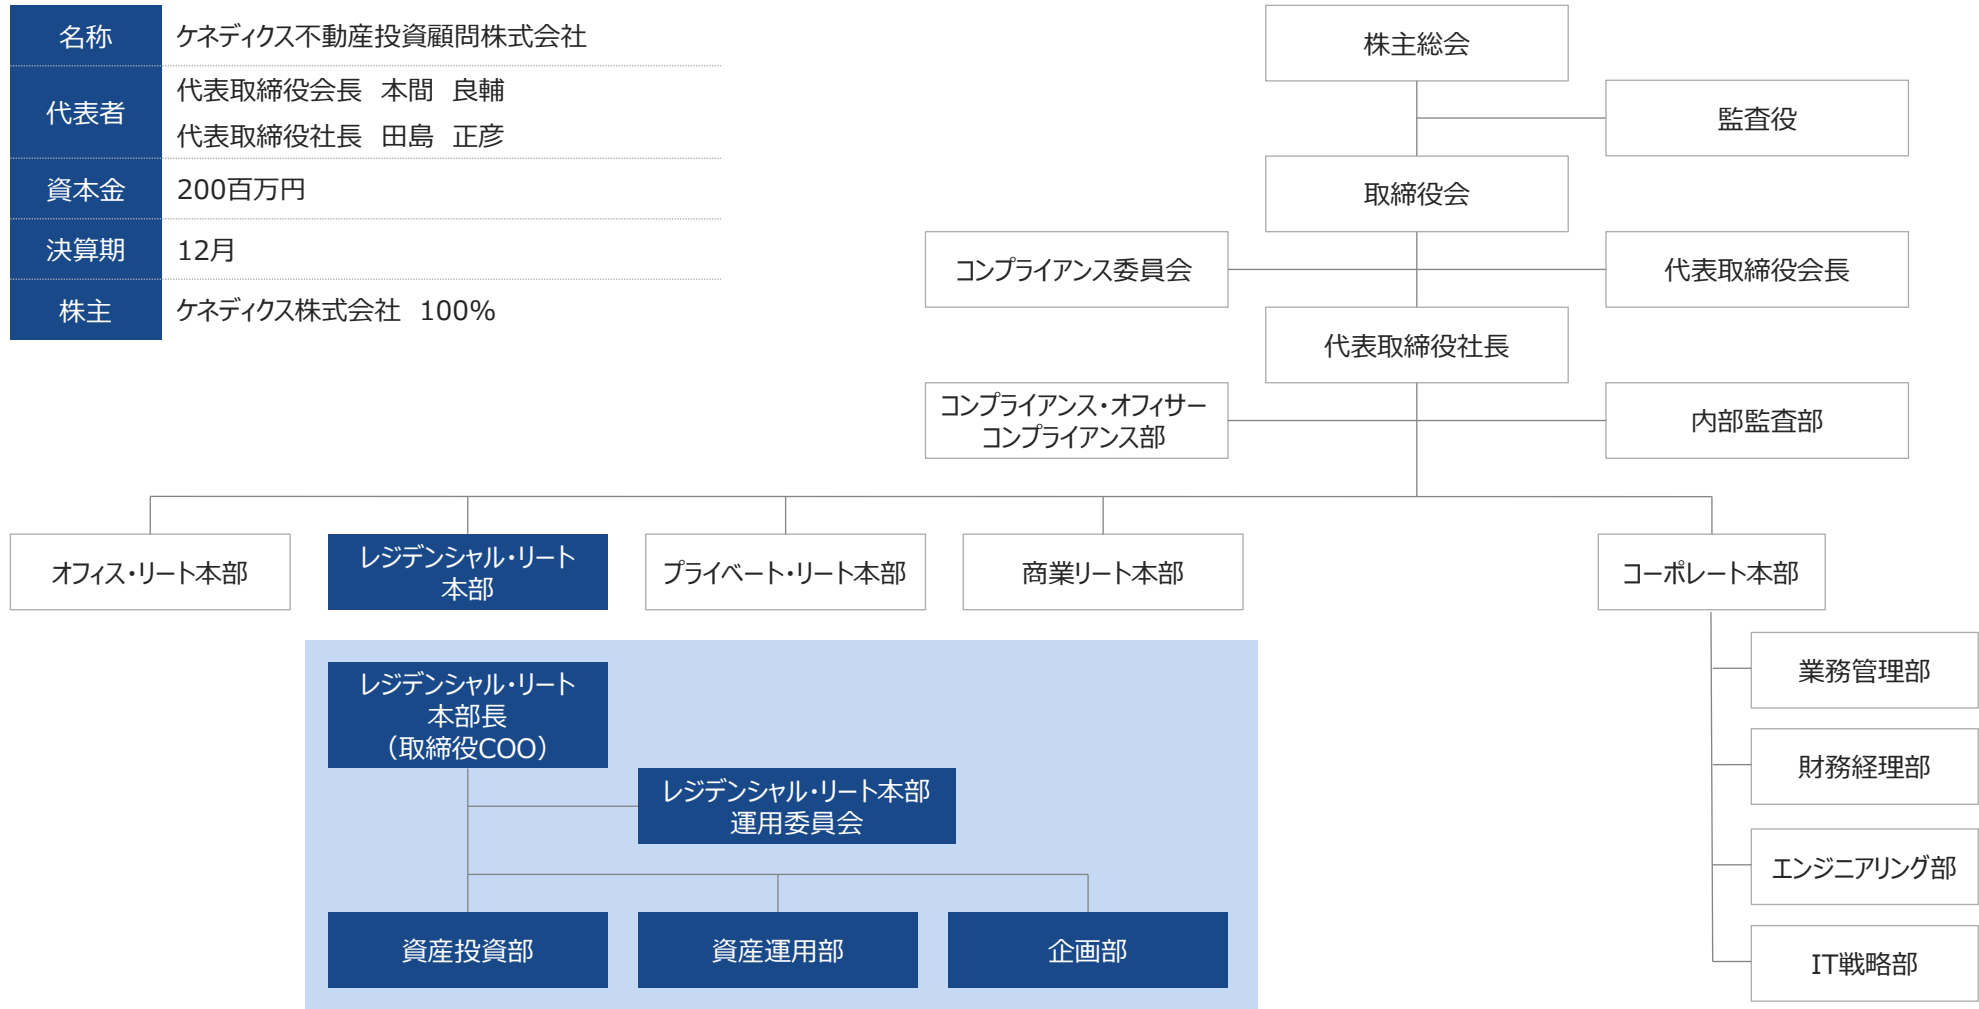 名称 ケネディクス不動産投資顧問株式会社
代表者
代表取締役会長 本間 良輔
代表取締役社長 田島 正彦
資本金 200百万円
決算期 12月
株主 ケネディクス株式会社 100%
株主総会
監査役
取締役会
コンプライアンス委員会
代表取締役会長
代表取締役社長
コンプライアンス・オフィサー
コンプライアンス部
内部監査部
オフィス・リート本部
レジデンシャル・リート
本部
プライベート・リート本部
商業リート本部
コーポレート本部
レジデンシャル・リート
本部長
（取締役COO）
レジデンシャル・リート本部
運用委員会
資産投資部
資産運用部
企画部
業務管理部
財務経理部
エンジニアリング部
IT戦略部